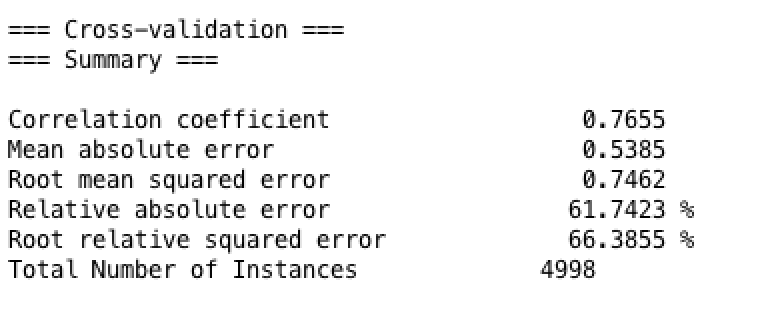 === Cross-validation ===
=== Summary ===
Correlation coefficient 0.7655
Mean absolute error 0.5385
Root mean squared error 0.7462
Relative absolute error 61.7423 %
Root relative squared error 66.3855 %
Total Number of Instances 4998